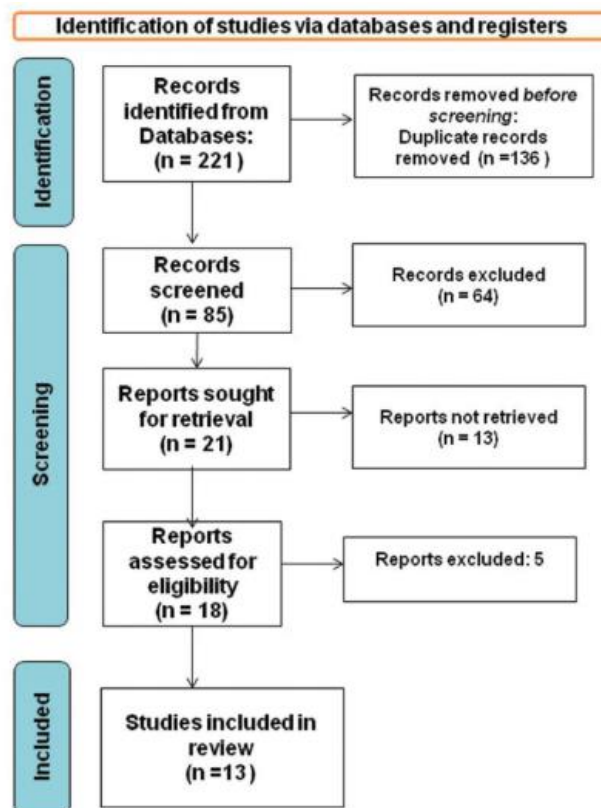 Identification of studies via databases and registers
Identification
Records
identified from
Databases:
(n = 221)
Records removed before
screening:
Duplicate records
removed (n =136 )
Screening
Records
screened
(n = 85)
Records excluded
(n = 64)
Reports sought
for retrieval
(n = 21)
Reports not retrieved
(n = 13)
Reports
assessed for
eligibility
(n = 18)
Reports excluded: 5
Included
Studies included in
review
(n =13)